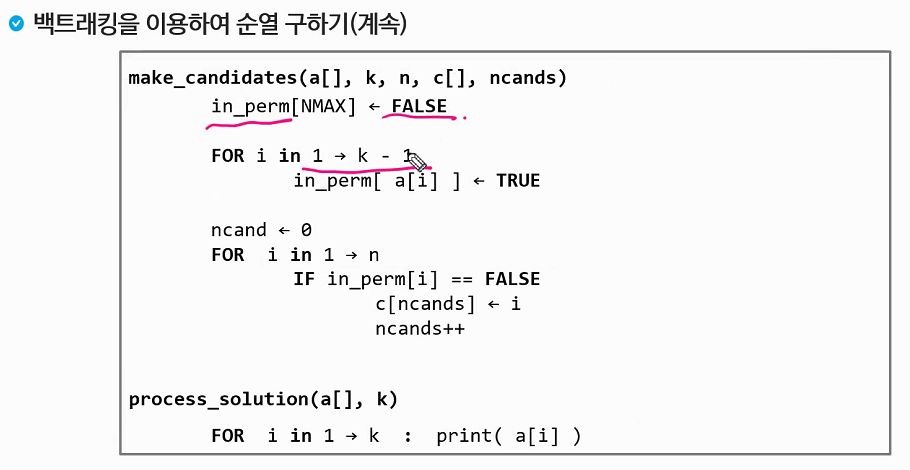 백트래킹을 이용하여 순열 구하기(계속)
make_candidates(a[], k, n, c[], ncands)
in_perm[NMAX] ← FALSE
FOR i in 1 → k - 1
in_perm[ a[i] ] ← TRUE
ncand ← 0
FOR i in 1 → n
IF in_perm[i] == FALSE
c[ncands] ← i
ncands++
process_solution(a[], k)
FOR i in 1 → k : print( a[i] )